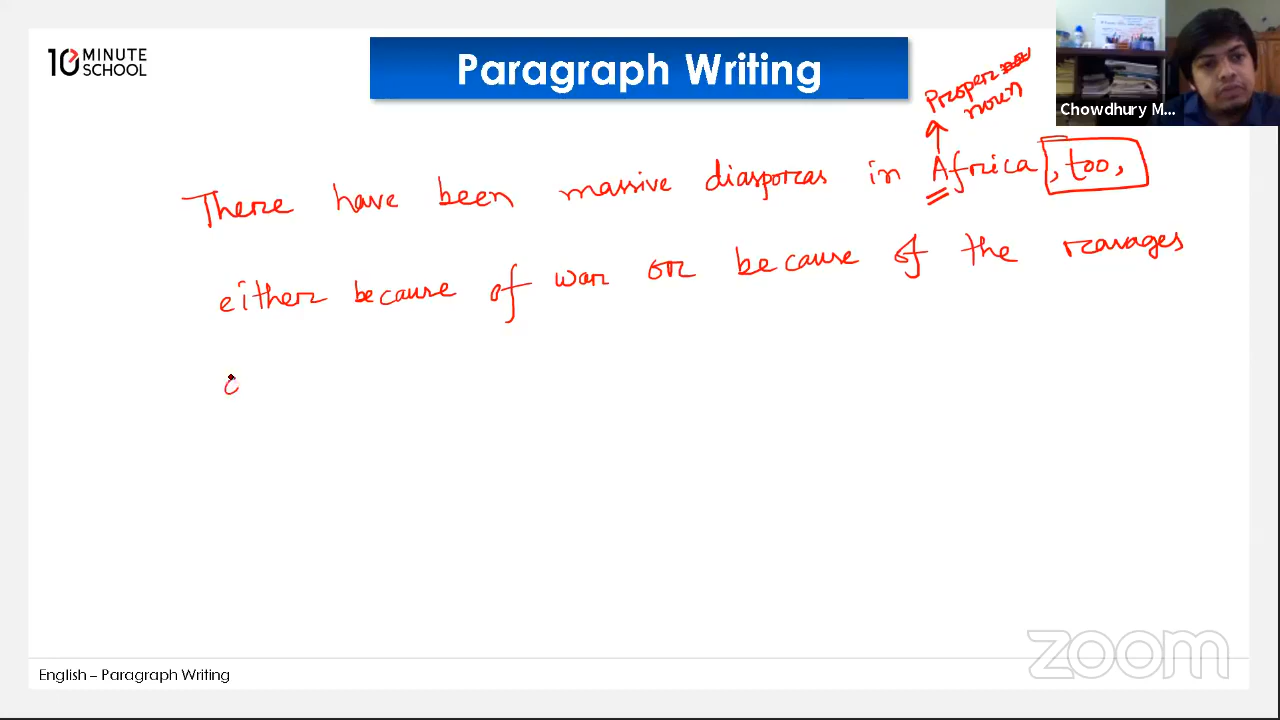 10 MINUTE SCHOOL
Paragraph Writing
Proper
noun
Chowdhury M...
There have been massive diasporas in Africa, too,
either because of war or because of the ravages
zoom
English – Paragraph Writing